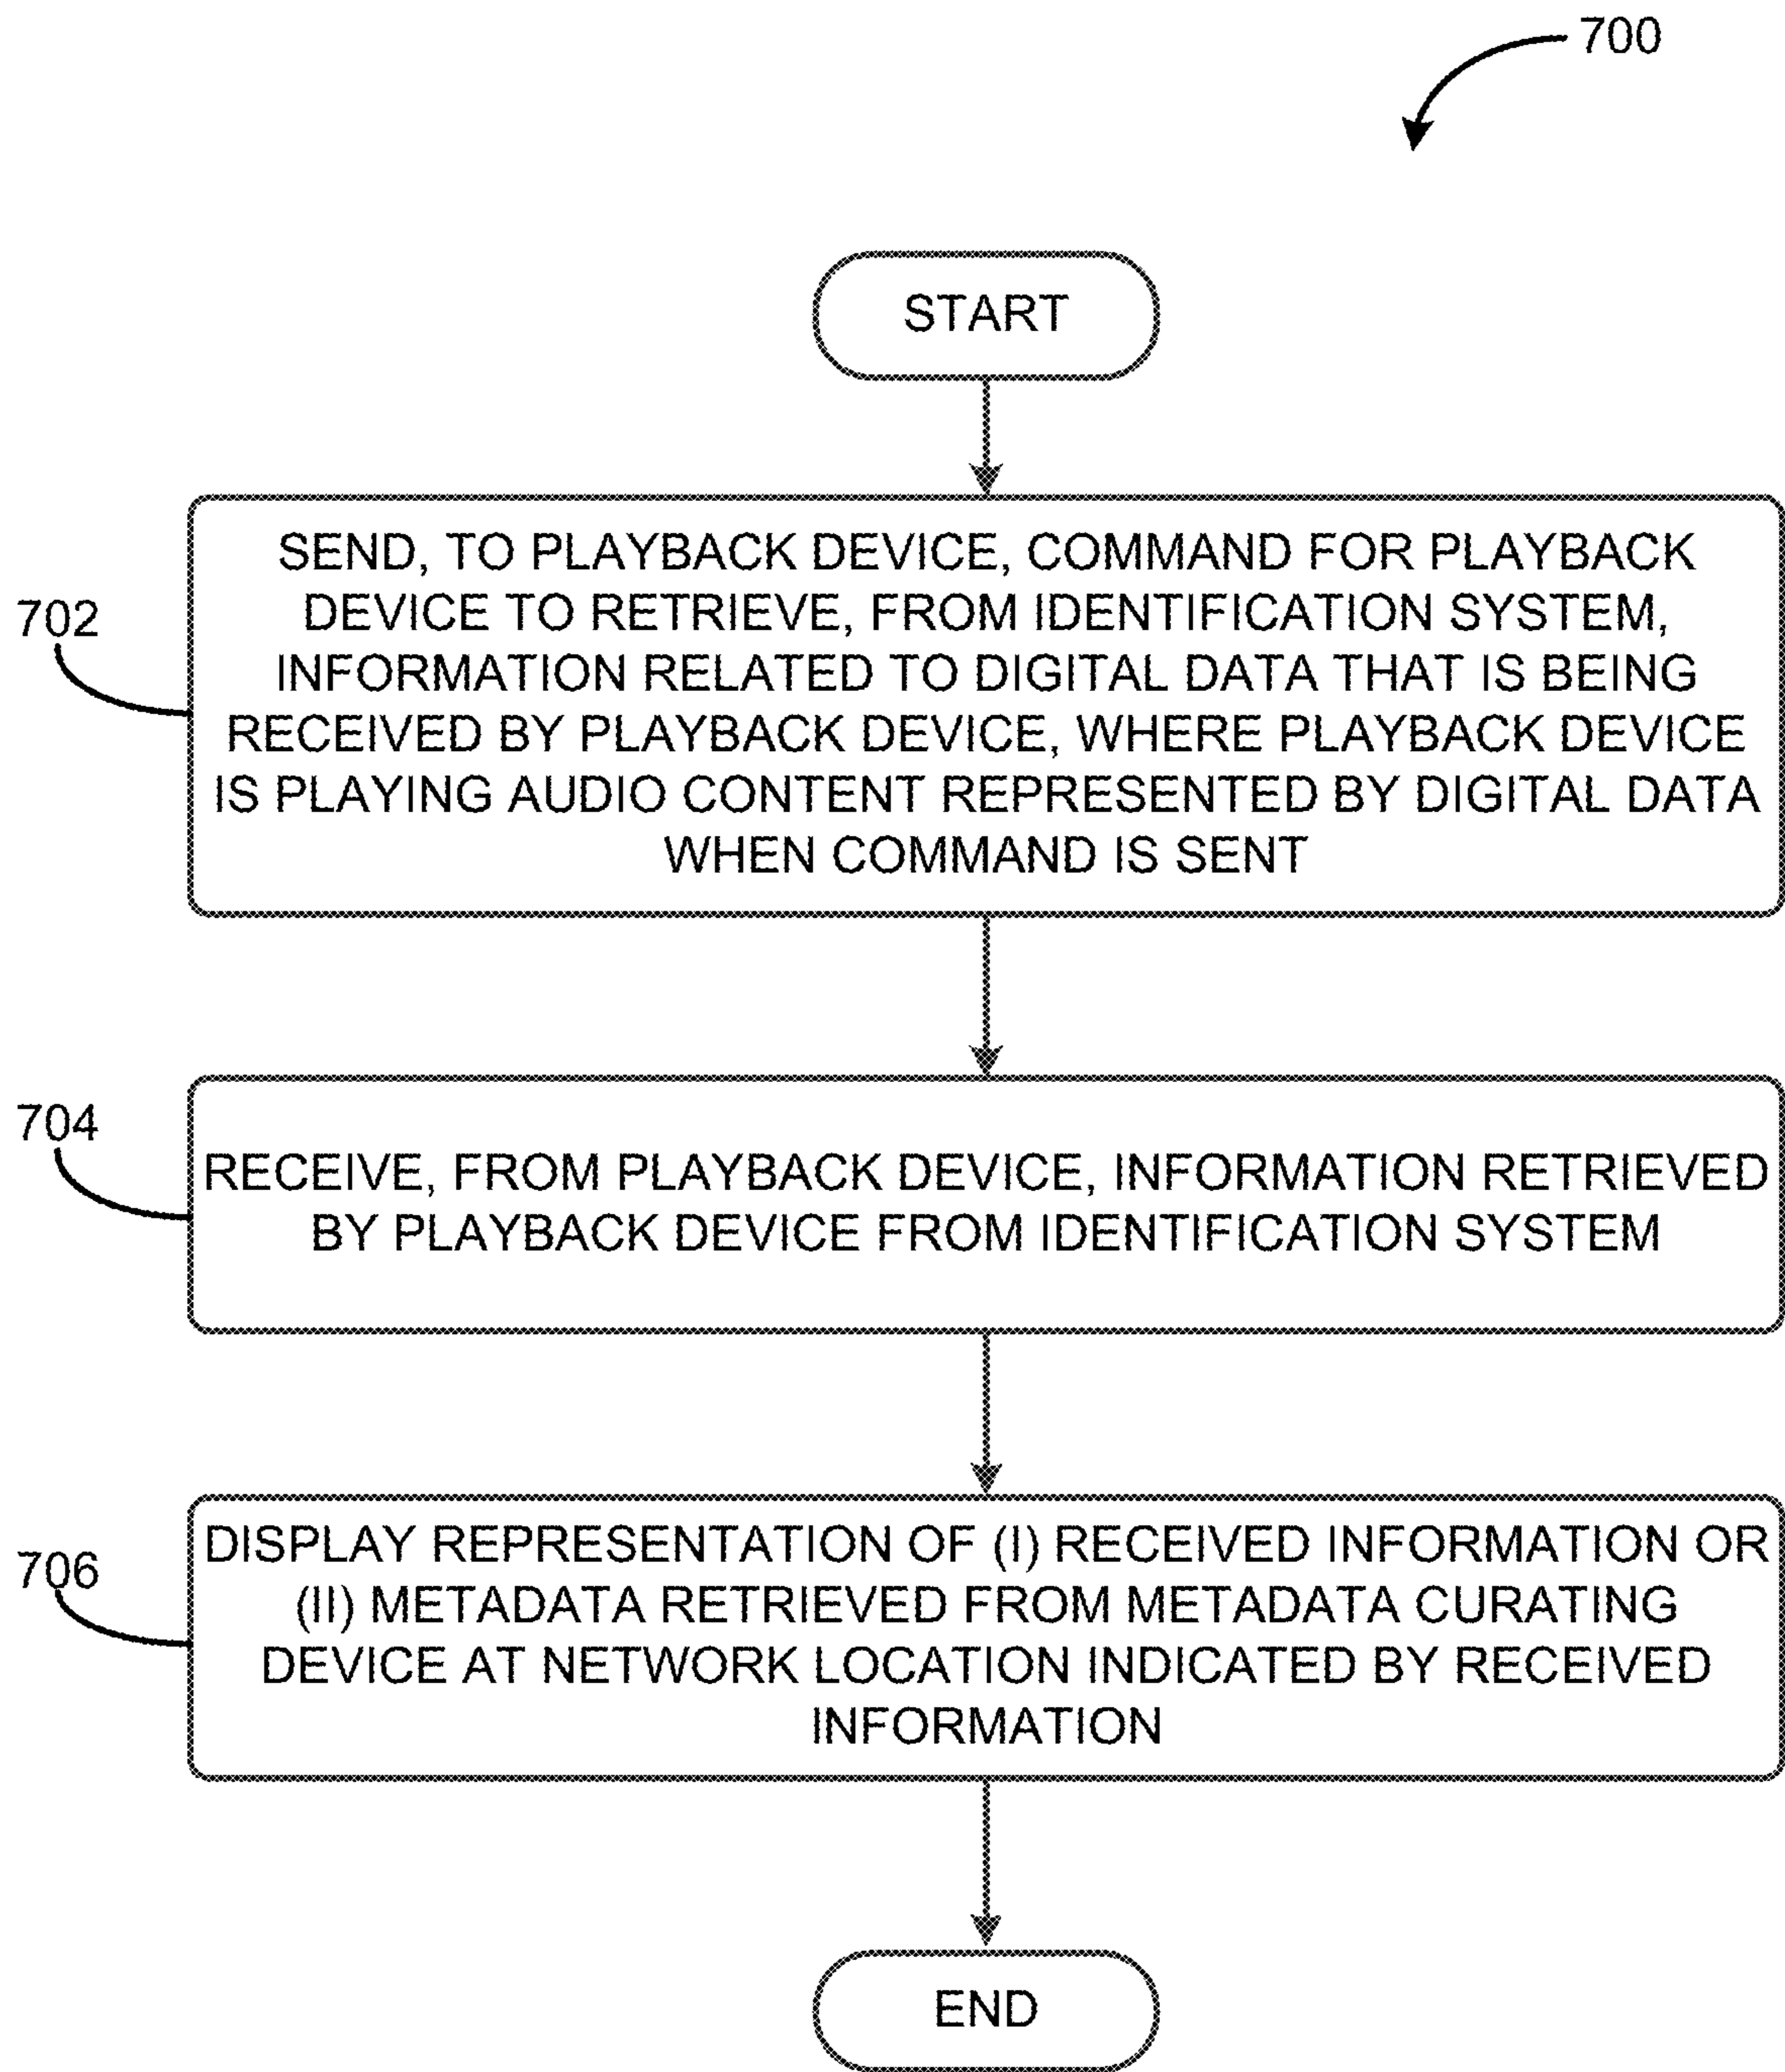 700
START
702
SEND, TO PLAYBACK DEVICE, COMMAND FOR PLAYBACK
DEVICE TO RETRIEVE, FROM IDENTIFICATION SYSTEM,
INFORMATION RELATED TO DIGITAL DATA THAT IS BEING
RECEIVED BY PLAYBACK DEVICE, WHERE PLAYBACK DEVICE
IS PLAYING AUDIO CONTENT REPRESENTED BY DIGITAL DATA
WHEN COMMAND IS SENT
704
RECEIVE, FROM PLAYBACK DEVICE, INFORMATION RETRIEVED
BY PLAYBACK DEVICE FROM IDENTIFICATION SYSTEM
706
DISPLAY REPRESENTATION OF (I) RECEIVED INFORMATION OR
(II) METADATA RETRIEVED FROM METADATA CURATING
DEVICE AT NETWORK LOCATION INDICATED BY RECEIVED
INFORMATION
END